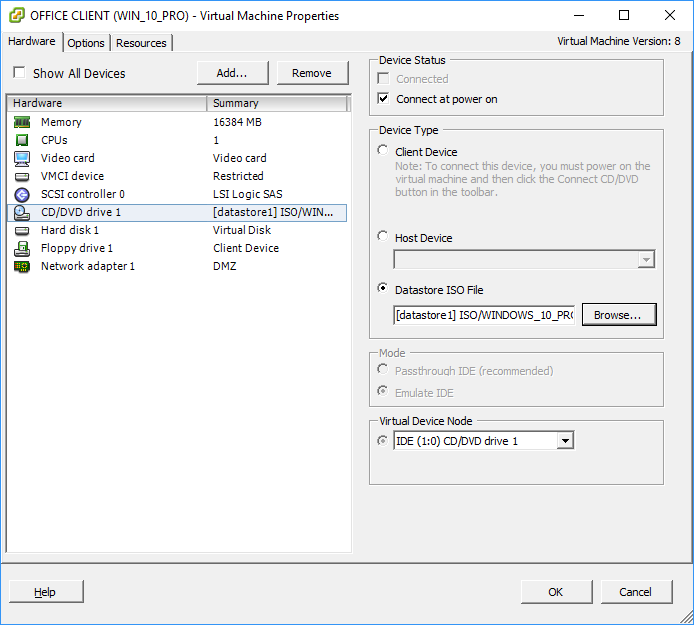 OFFICE CLIENT (WIN_10_PRO) - Virtual Machine Properties
Hardware Options Resources
Virtual Machine Version: 8
Show All Devices
Add...
Remove
Hardware Summary
Memory 16384 MB
CPUs 1
Video card Video card
VMCI device Restricted
SCSI controller 0 LSI Logic SAS
CD/DVD drive 1 [datastore1] ISO/WIN...
Hard disk 1 Virtual Disk
Floppy drive 1 Client Device
Network adapter 1 DMZ
Device Status
Connected
Connect at power on
Device Type
Client Device
Note: To connect this device, you must power on the
virtual machine and then click the Connect CD/DVD
button in the toolbar.
Host Device
Datastore ISO File
[datastore1] ISO/WINDOWS_10_PRO
Browse...
Mode
Passthrough IDE (recommended)
Emulate IDE
Virtual Device Node
IDE (1:0) CD/DVD drive 1
Help
OK
Cancel